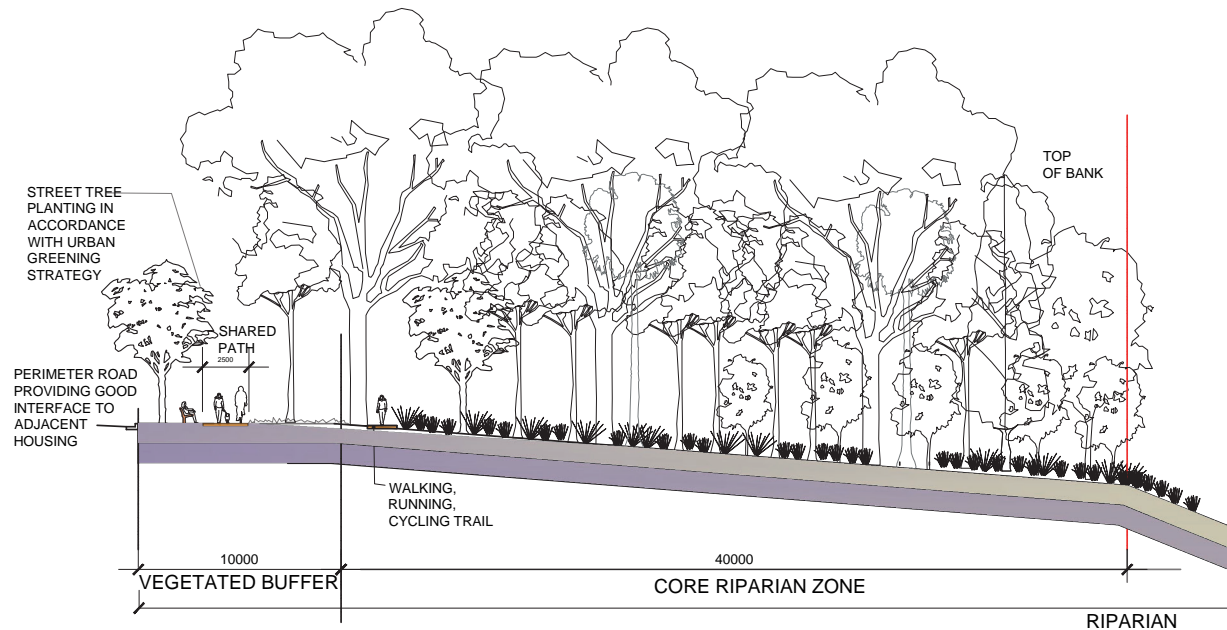 TOP
OF BANK
STREET TREE
PLANTING IN
ACCORDANCE
WITH URBAN
GREENING
STRATEGY
SHARED
PATH
2500
PERIMETER ROAD
PROVIDING GOOD
INTERFACE TO
ADJACENT
HOUSING
WALKING,
RUNNING,
CYCLING TRAIL
10000
40000
VEGETATED BUFFER
CORE RIPARIAN ZONE
RIPARIAN